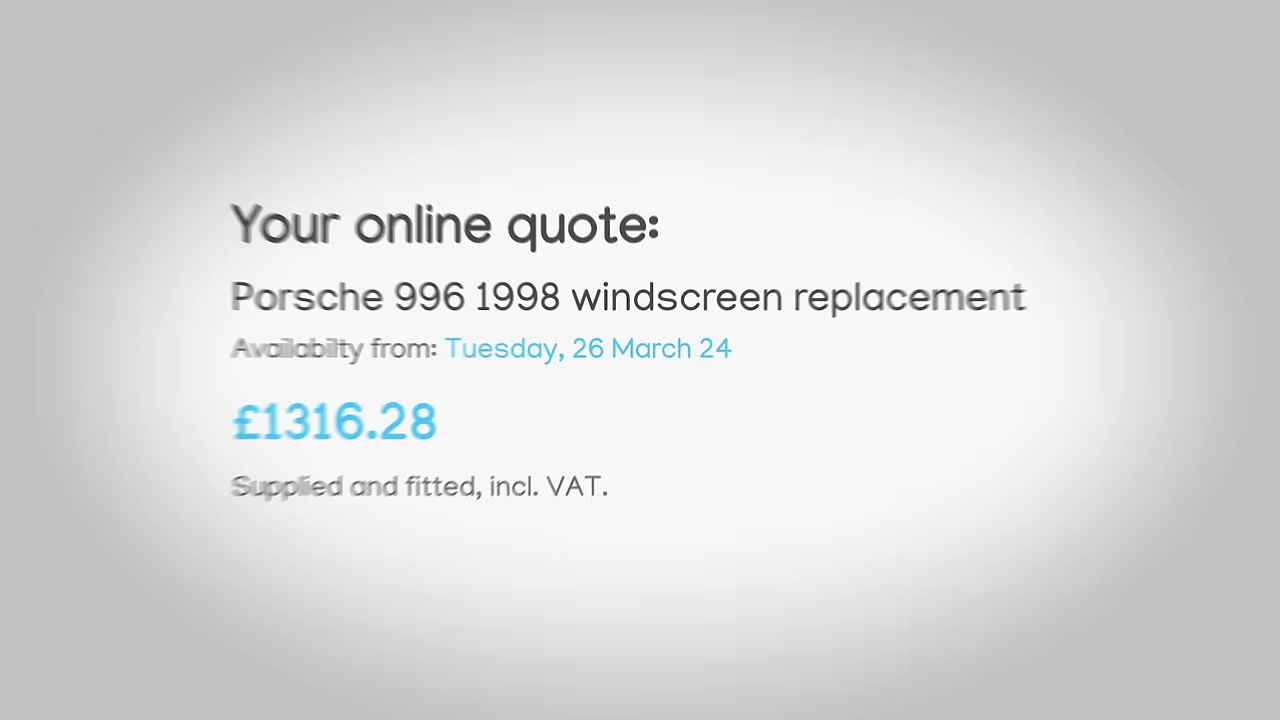 Your online quote:
Porsche 996 1998 windscreen replacement
Availabilty from: Tuesday, 26 March 24
£1316.28
Supplied and fitted, incl. VAT.